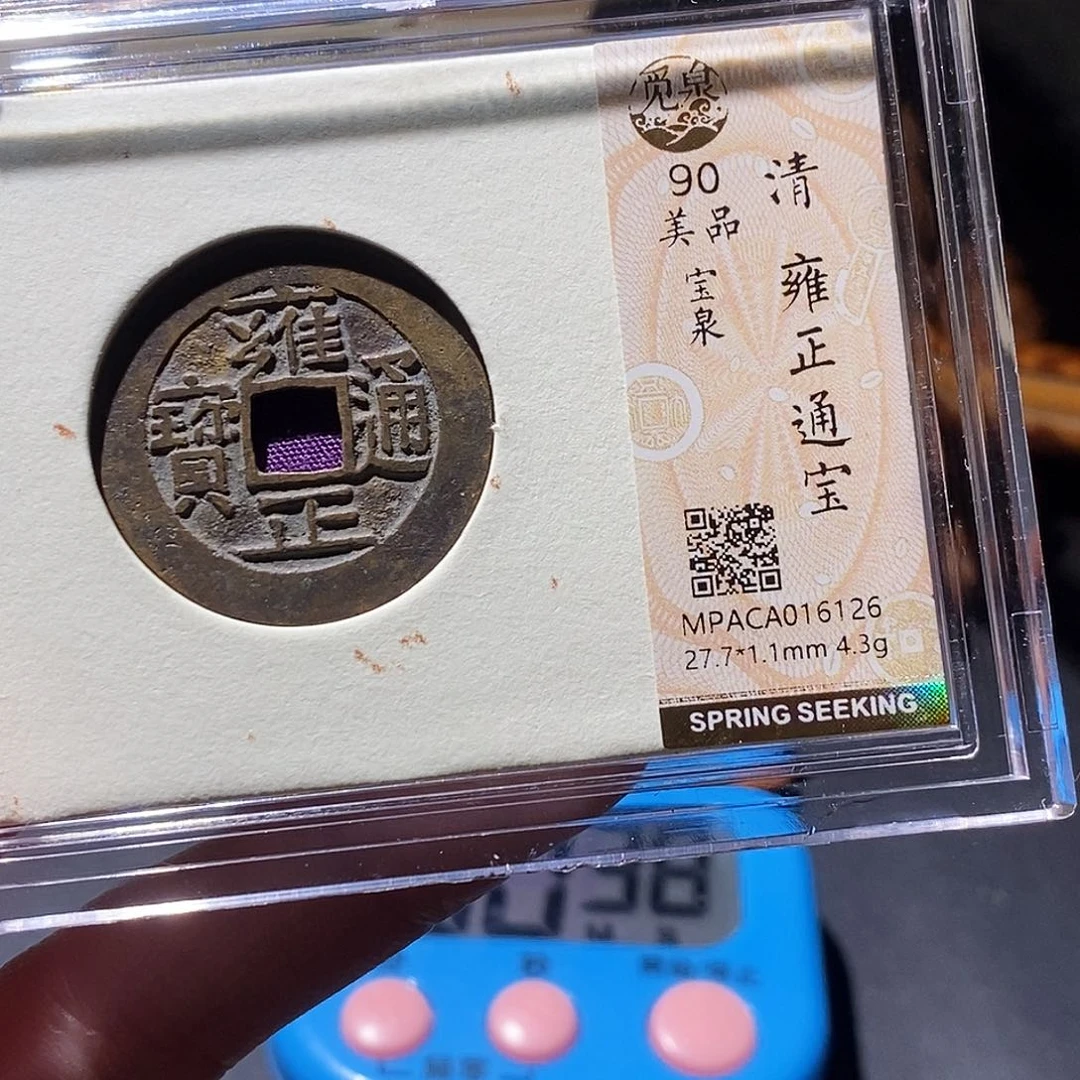 雍正通寶
觅泉
90
美品
宝泉
清 雍正通宝
MPACA016126
27.7*1.1mm 4.3g
SPRING SEEKING